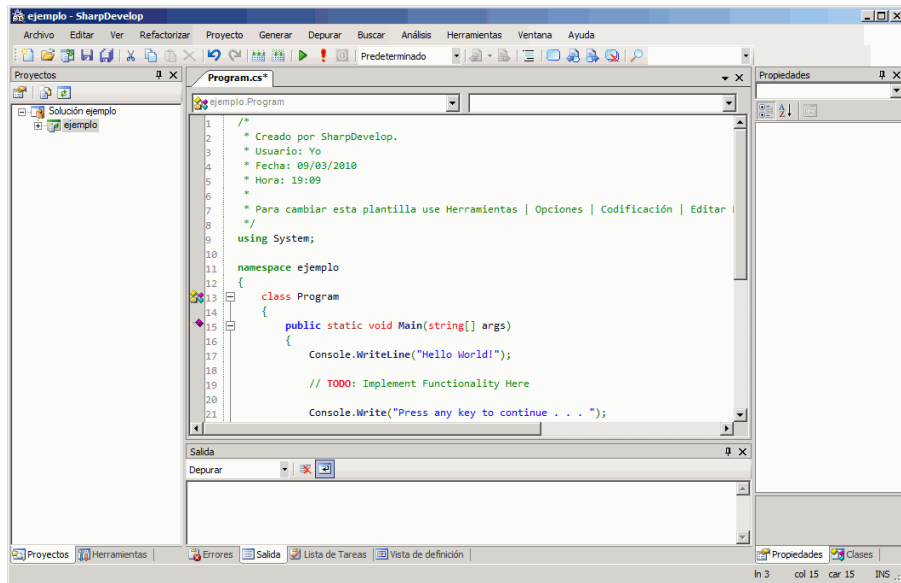 ejemplo - SharpDevelop
Archivo Editar Ver Refactorizar Proyecto Generar Depurar Buscar Análisis Herramientas Ventana Ayuda
Predeterminado
Proyectos
Solución ejemplo
ejemplo
Program.cs*
ejemplo.Program
1 /*
2 * Creado por SharpDevelop.
3 * Usuario: Yo
4 * Fecha: 09/03/2010
5 * Hora: 19:09
6 *
7 * Para cambiar esta plantilla use Herramientas | Opciones | Codificación | Editar
8 */
9 using System;
10
11 namespace ejemplo
12 {
13 class Program
14 {
15 public static void Main(string[] args)
16 {
17 Console.WriteLine("Hello World!");
18
19 // TODO: Implement Functionality Here
20
21 Console.Write("Press any key to continue . . . ");
Propiedades
Salida
Depurar
Proyectos Herramientas
Errores Salida Lista de Tareas Vista de definición
Propiedades Clases
ln 3 col 15 car 15 INS